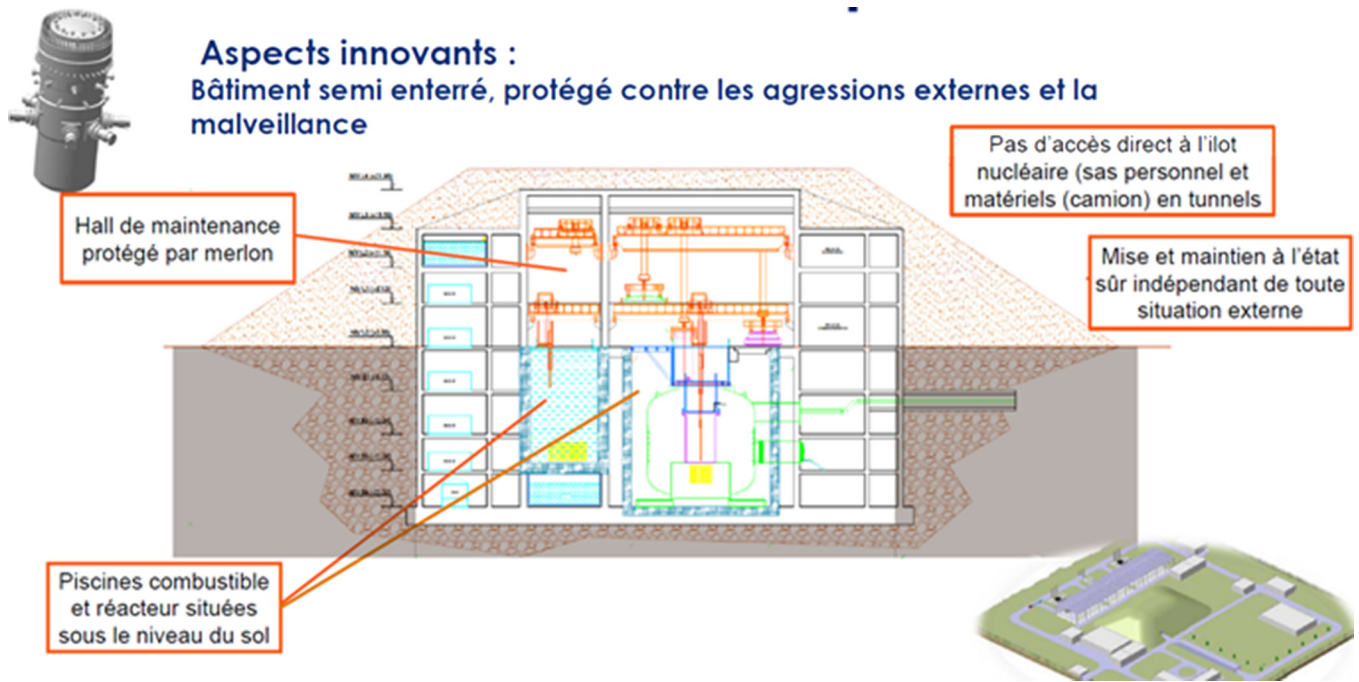 Aspects innovants :
Bâtiment semi enterré, protégé contre les agressions externes et la
malveillance
Pas d'accès direct à l'ilot
nucléaire (sas personnel et
matériels (camion) en tunnels
Hall de maintenance
protégé par merlon
Mise et maintien à l'état
sûr indépendant de toute
situation externe
Piscines combustible
et réacteur situées
sous le niveau du sol